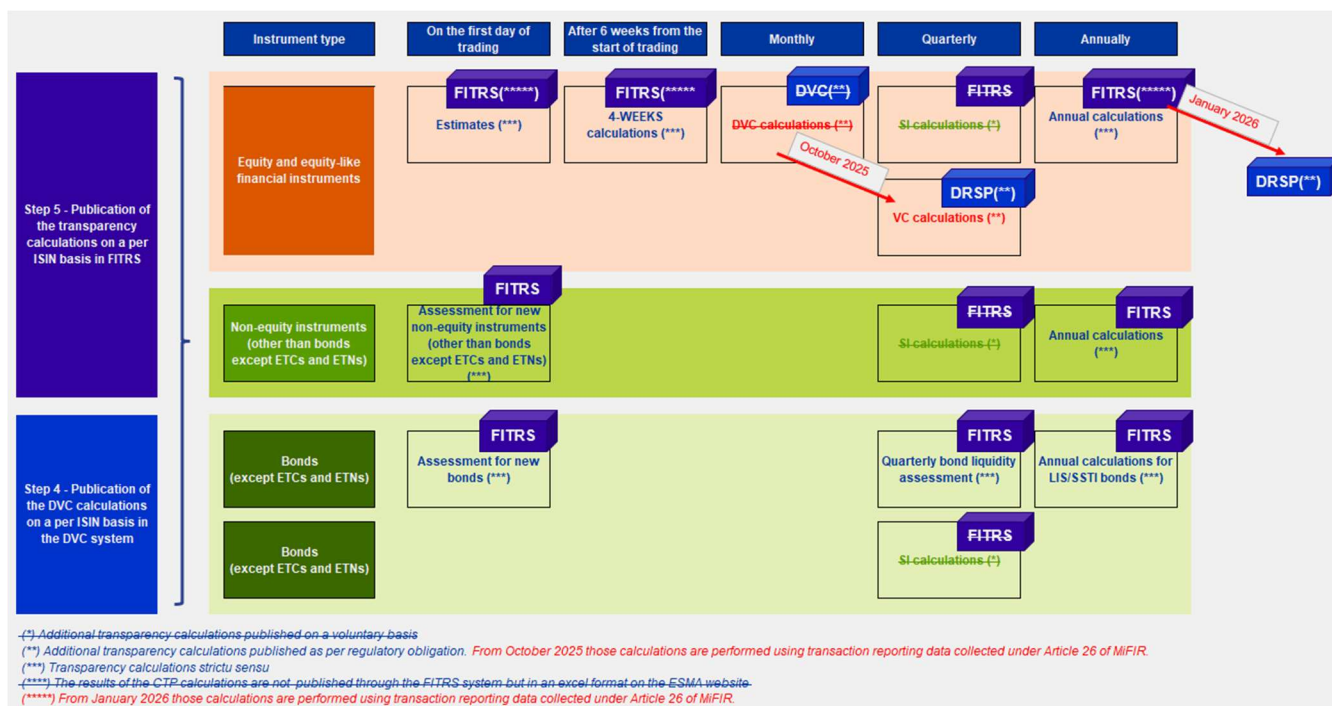 Instrument type
On the first day of
trading
After 6 weeks from the
start of trading
Monthly
Quarterly
Annually
Step 5 - Publication of
the transparency
calculations on a per
ISIN basis in FITRS
Step 4 - Publication of
the DVC calculations
on a per ISIN basis in
the DVC system
Equity and equity-like
financial instruments
FITRS(*****)
Estimates (***)
FITRS(*****
4-WEEKS
calculations (***)
DVC(**)
DVC calculations (**)
October 2025
FITRS
SI calculations (*)
DRSP(**)
VC calculations (**)
FITRS(*****)
Annual calculations
(***)
January 2026
DRSP(**)
Non-equity instruments
(other than bonds
except ETCs and ETNs)
FITRS
Assessment for new
non-equity instruments
(other than bonds
except ETCs and ETNs)
(***)
FITRS
SI calculations (*)
FITRS
Annual calculations
(***)
Bonds
(except ETCs and ETNs)
FITRS
Assessment for new
bonds (***)
FITRS
Quarterly bond liquidity
assessment (***)
FITRS
Annual calculations for
LIS/SSTI bonds (***)
Bonds
(except ETCs and ETNs)
FITRS
SI calculations (*)
(*) Additional transparency calculations published on a voluntary basis
(**) Additional transparency calculations published as per regulatory obligation. From October 2025 those calculations are performed using transaction reporting data collected under Article 26 of MiFIR.
(***) Transparency calculations strictu sensu
(****) The results of the CTP calculations are not published through the FITRS system but in an excel format on the ESMA website
(*****) From January 2026 those calculations are performed using transaction reporting data collected under Article 26 of MiFIR.